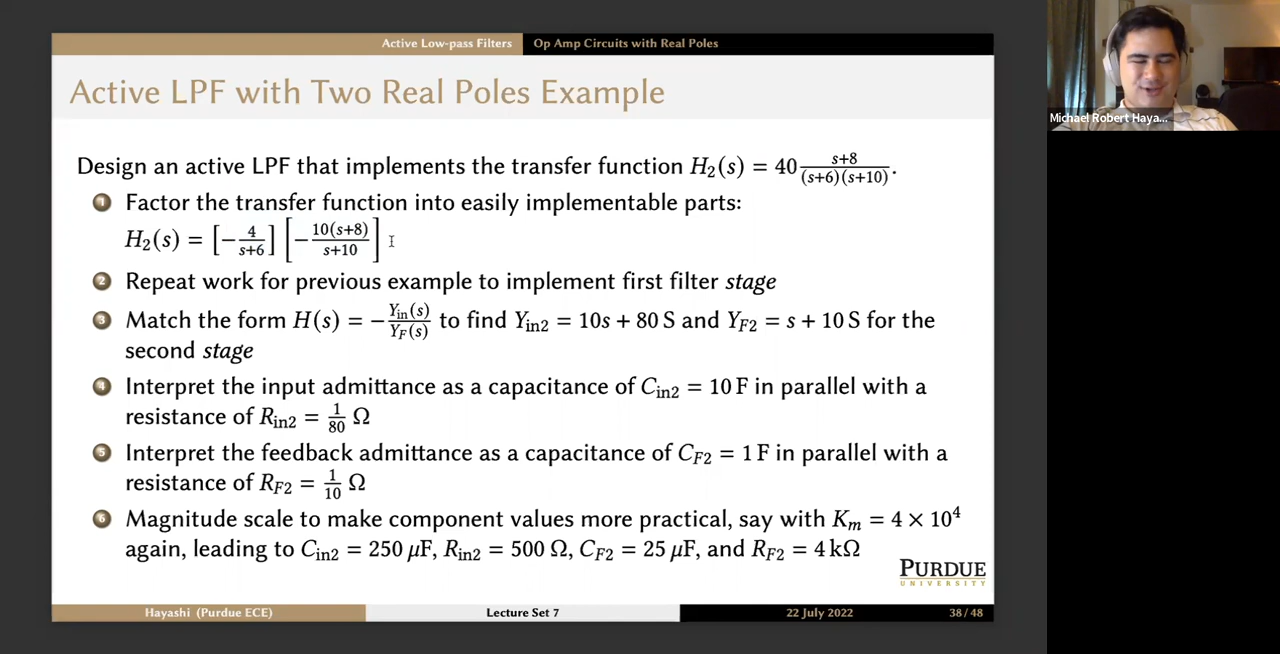 Active Low-pass Filters Op Amp Circuits with Real Poles
Michael Robert Haya...
Active LPF with Two Real Poles Example
Design an active LPF that implements the transfer function H₂(s) = 40 (s+8)/((s+6)(s+10)).
1 Factor the transfer function into easily implementable parts:
H₂(s) = [−4/(s+6)] [−10(s+8)/(s+10)]
2 Repeat work for previous example to implement first filter stage
3 Match the form H(s) = −Yin(s)/YF(s) to find Yin2 = 10s + 80 S and YF2 = s + 10 S for the
second stage
4 Interpret the input admittance as a capacitance of Cin2 = 10 F in parallel with a
resistance of Rin2 = 1/80 Ω
5 Interpret the feedback admittance as a capacitance of CF2 = 1 F in parallel with a
resistance of RF2 = 1/10 Ω
6 Magnitude scale to make component values more practical, say with Km = 4 × 10⁴
again, leading to Cin2 = 250 μF, Rin2 = 500 Ω, CF2 = 25 μF, and RF2 = 4 kΩ
PURDUE
UNIVERSITY
Hayashi (Purdue ECE) Lecture Set 7 22 July 2022 38 / 48